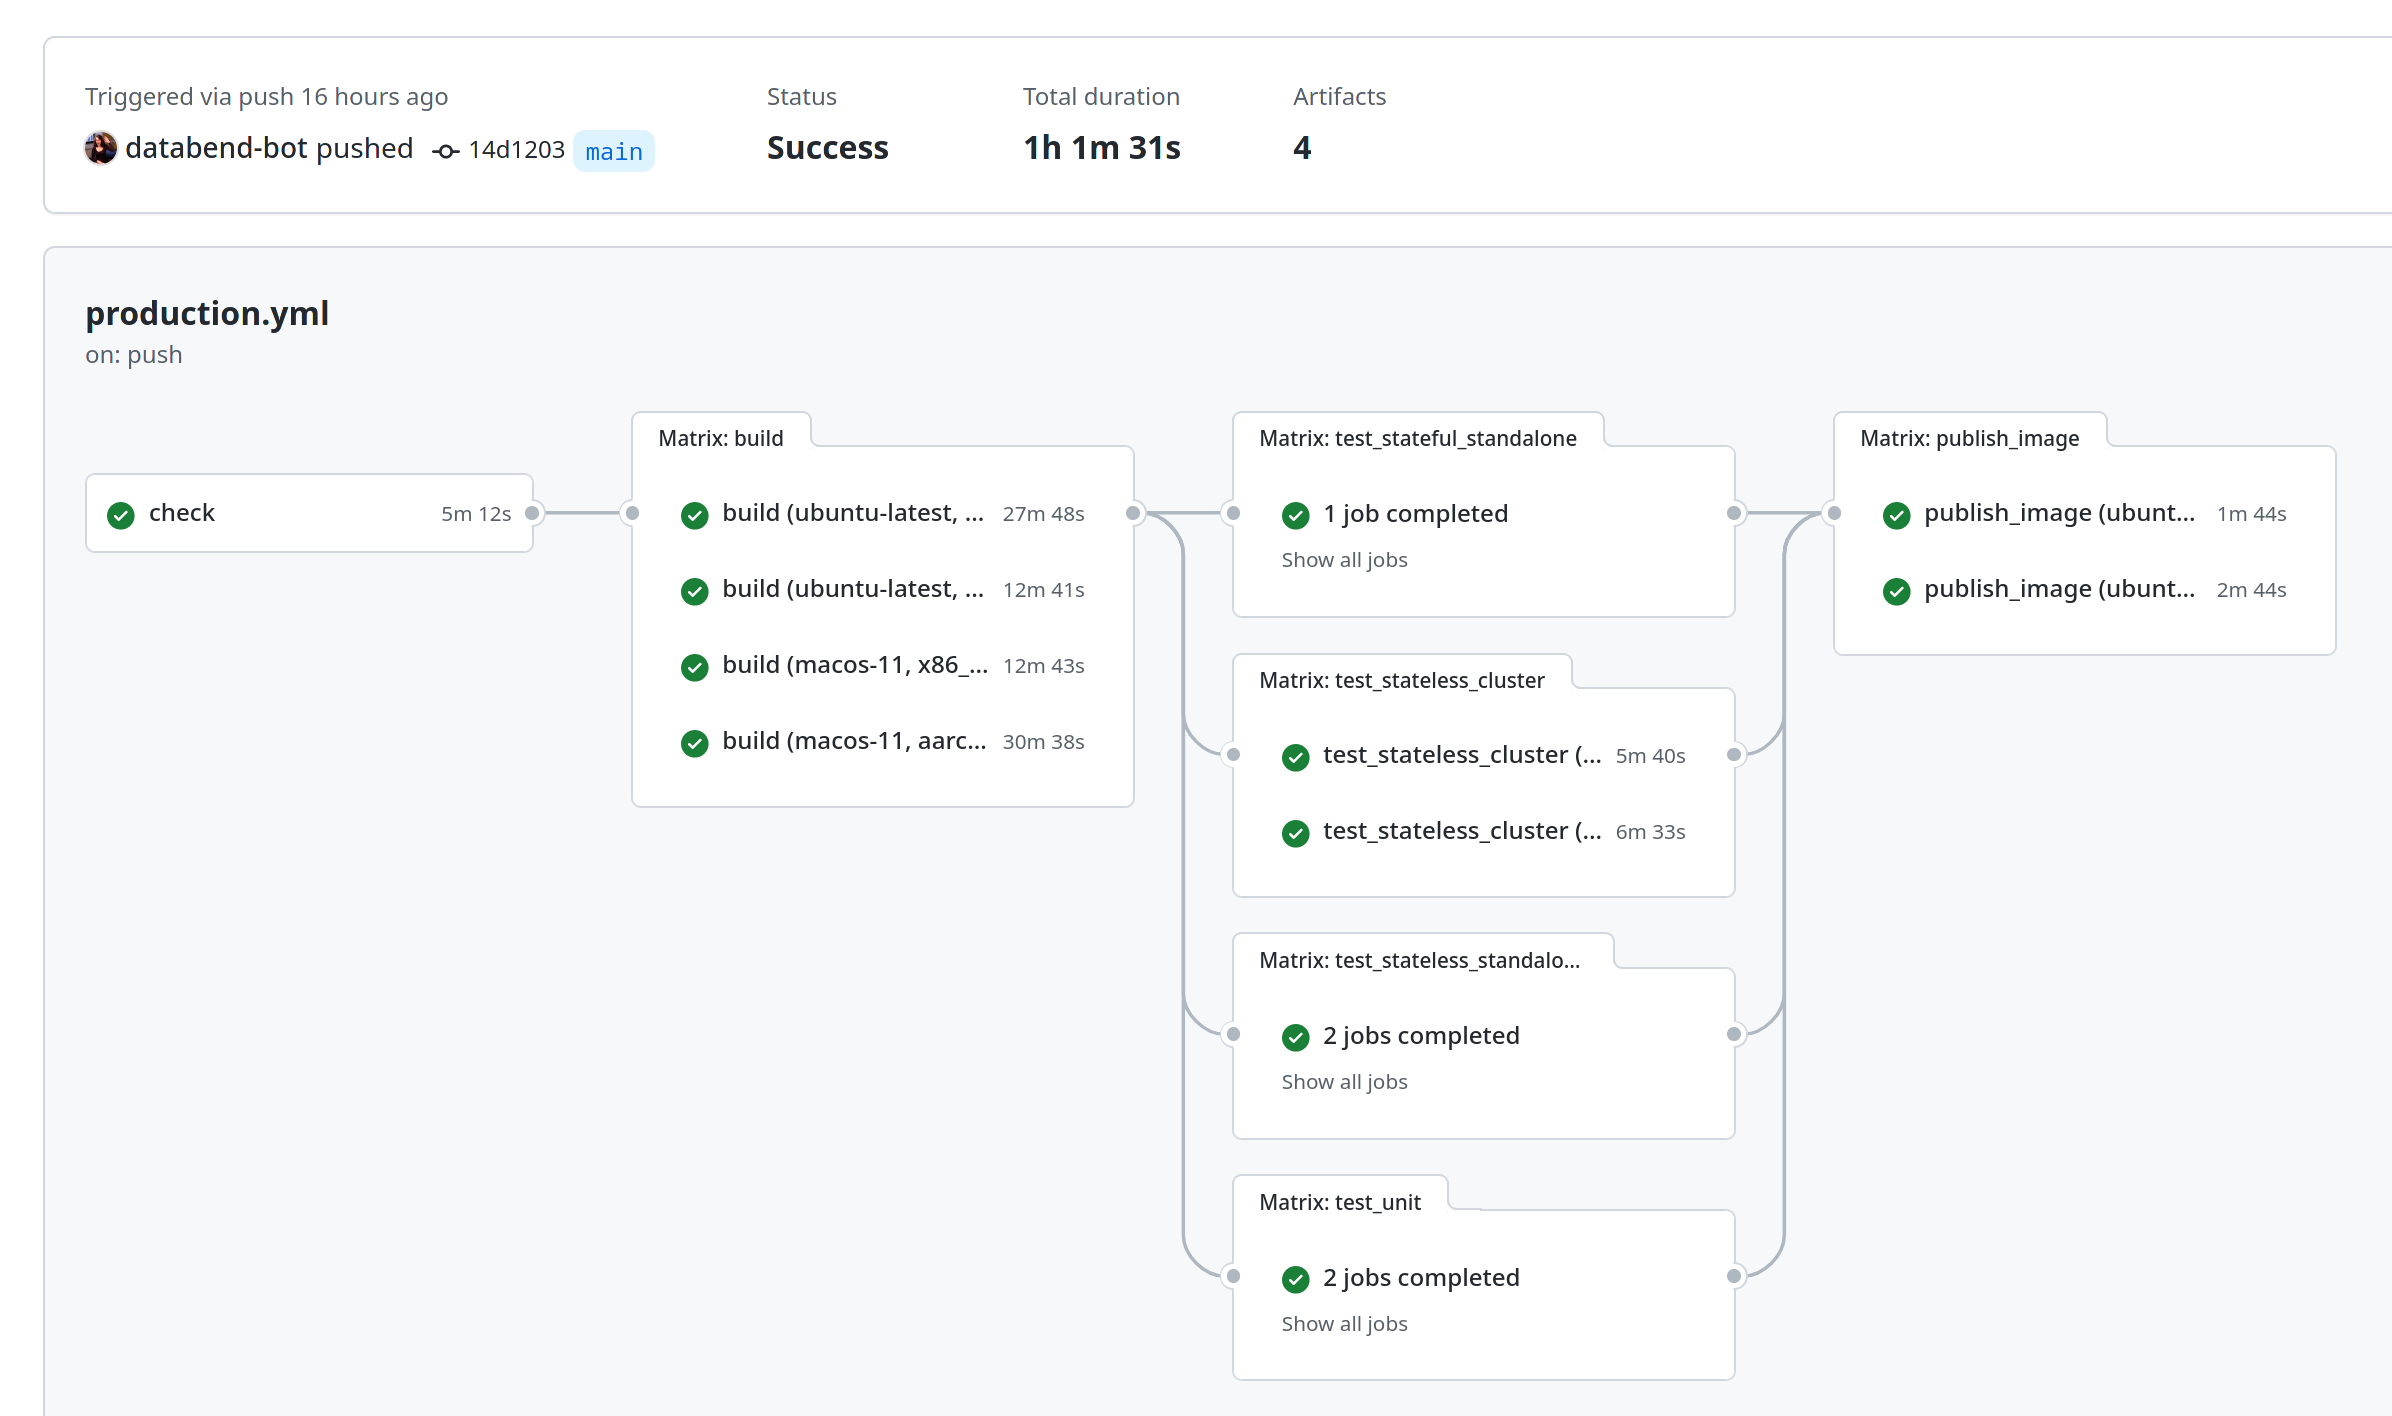 Triggered via push 16 hours ago
databend-bot pushed 14d1203 main
Status
Success
Total duration
1h 1m 31s
Artifacts
4
production.yml
on: push
check 5m 12s
Matrix: build
build (ubuntu-latest, ... 27m 48s
build (ubuntu-latest, ... 12m 41s
build (macos-11, x86_... 12m 43s
build (macos-11, aarc... 30m 38s
Matrix: test_stateful_standalone
1 job completed
Show all jobs
Matrix: test_stateless_cluster
test_stateless_cluster (... 5m 40s
test_stateless_cluster (... 6m 33s
Matrix: test_stateless_standalo...
2 jobs completed
Show all jobs
Matrix: test_unit
2 jobs completed
Show all jobs
Matrix: publish_image
publish_image (ubunt... 1m 44s
publish_image (ubunt... 2m 44s